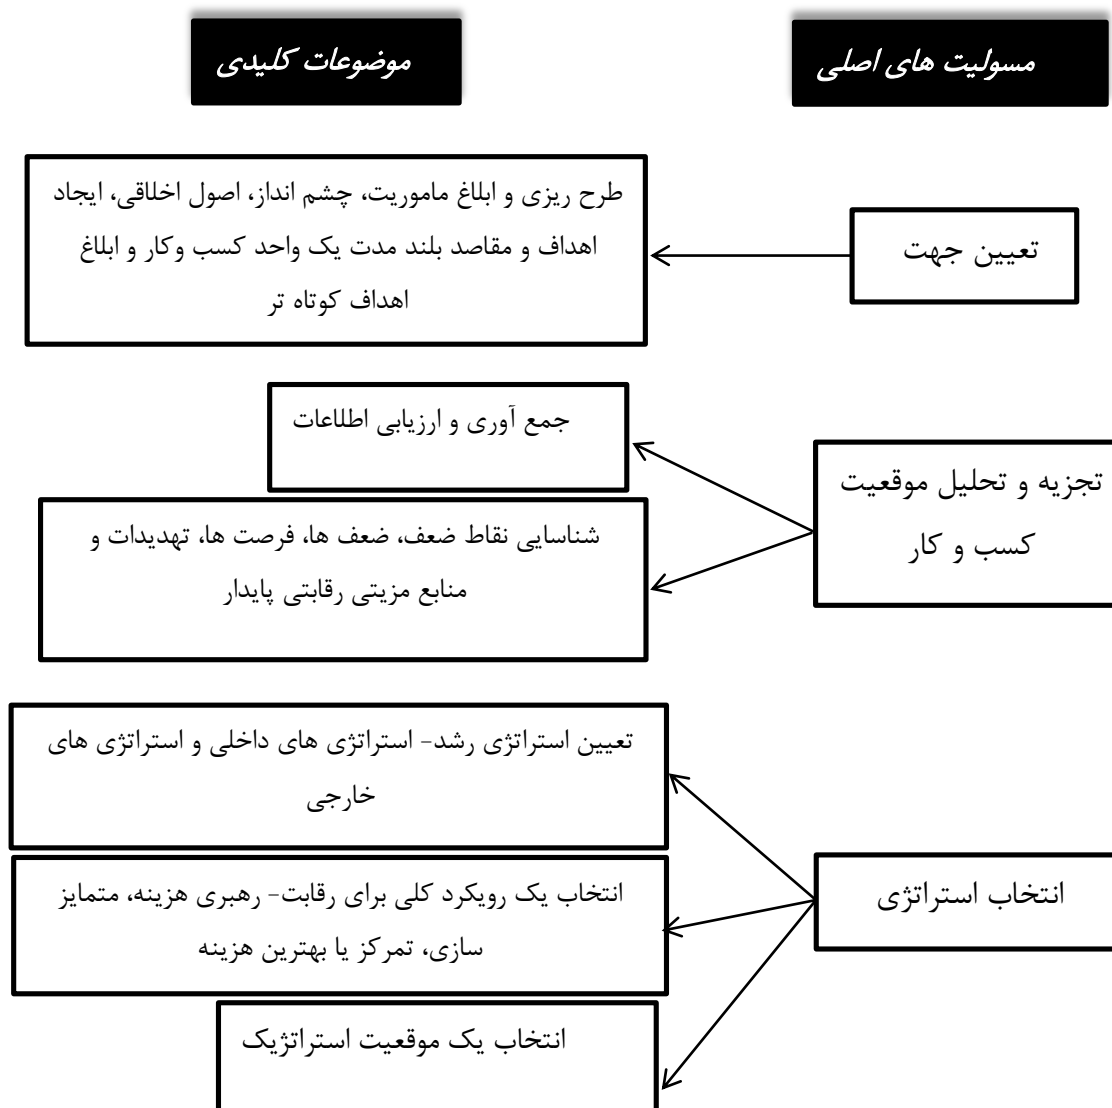 مسولیت های اصلی
موضوعات کلیدی
تعیین جهت
طرح ریزی و ابلاغ ماموریت، چشم انداز، اصول اخلاقی، ایجاد
اهداف و مقاصد بلند مدت یک واحد کسب وکار و ابلاغ
اهداف کوتاه تر
تجزیه و تحلیل موقعیت
کسب و کار
جمع آوری و ارزیابی اطلاعات
شناسایی نقاط ضعف، ضعف ها، فرصت ها، تهدیدات و
منابع مزیتی رقابتی پایدار
انتخاب استراتژی
تعیین استراتژی رشد- استراتژی های داخلی و استراتژی های
خارجی
انتخاب یک رویکرد کلی برای رقابت- رهبری هزینه، متمایز
سازی، تمرکز یا بهترین هزینه
انتخاب یک موقعیت استراتژیک